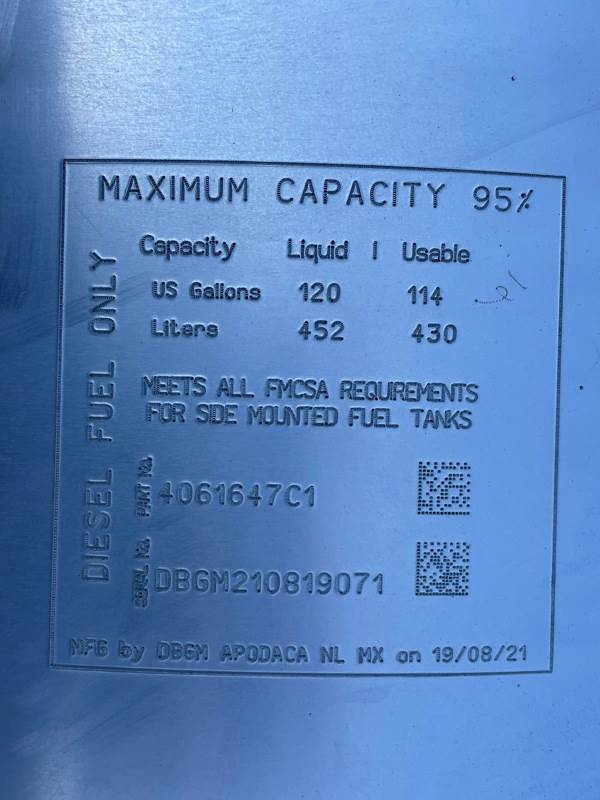 MAXIMUM CAPACITY 95%
Capacity Liquid | Usable
US Gallons 120 114
Liters 452 430
DIESEL FUEL ONLY
MEETS ALL FMCSA REQUIREMENTS
FOR SIDE MOUNTED FUEL TANKS
PART No. 4061647C1
SERIAL No. DBGM210819071
MFG by DBGM APODACA NL MX on 19/08/21